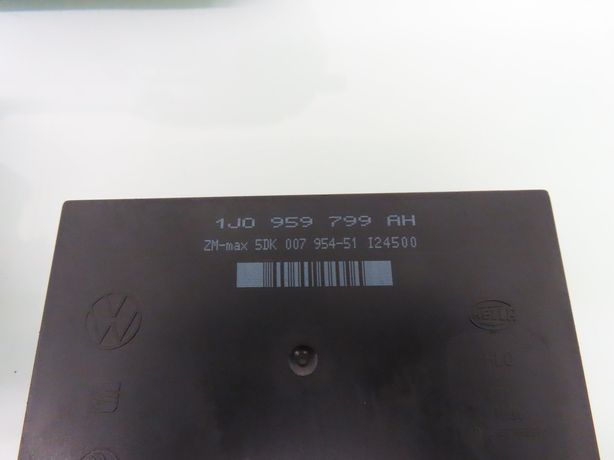 1J0 959 799 AH
ZM-max 5DK 007 954-51 I24500
HELLA